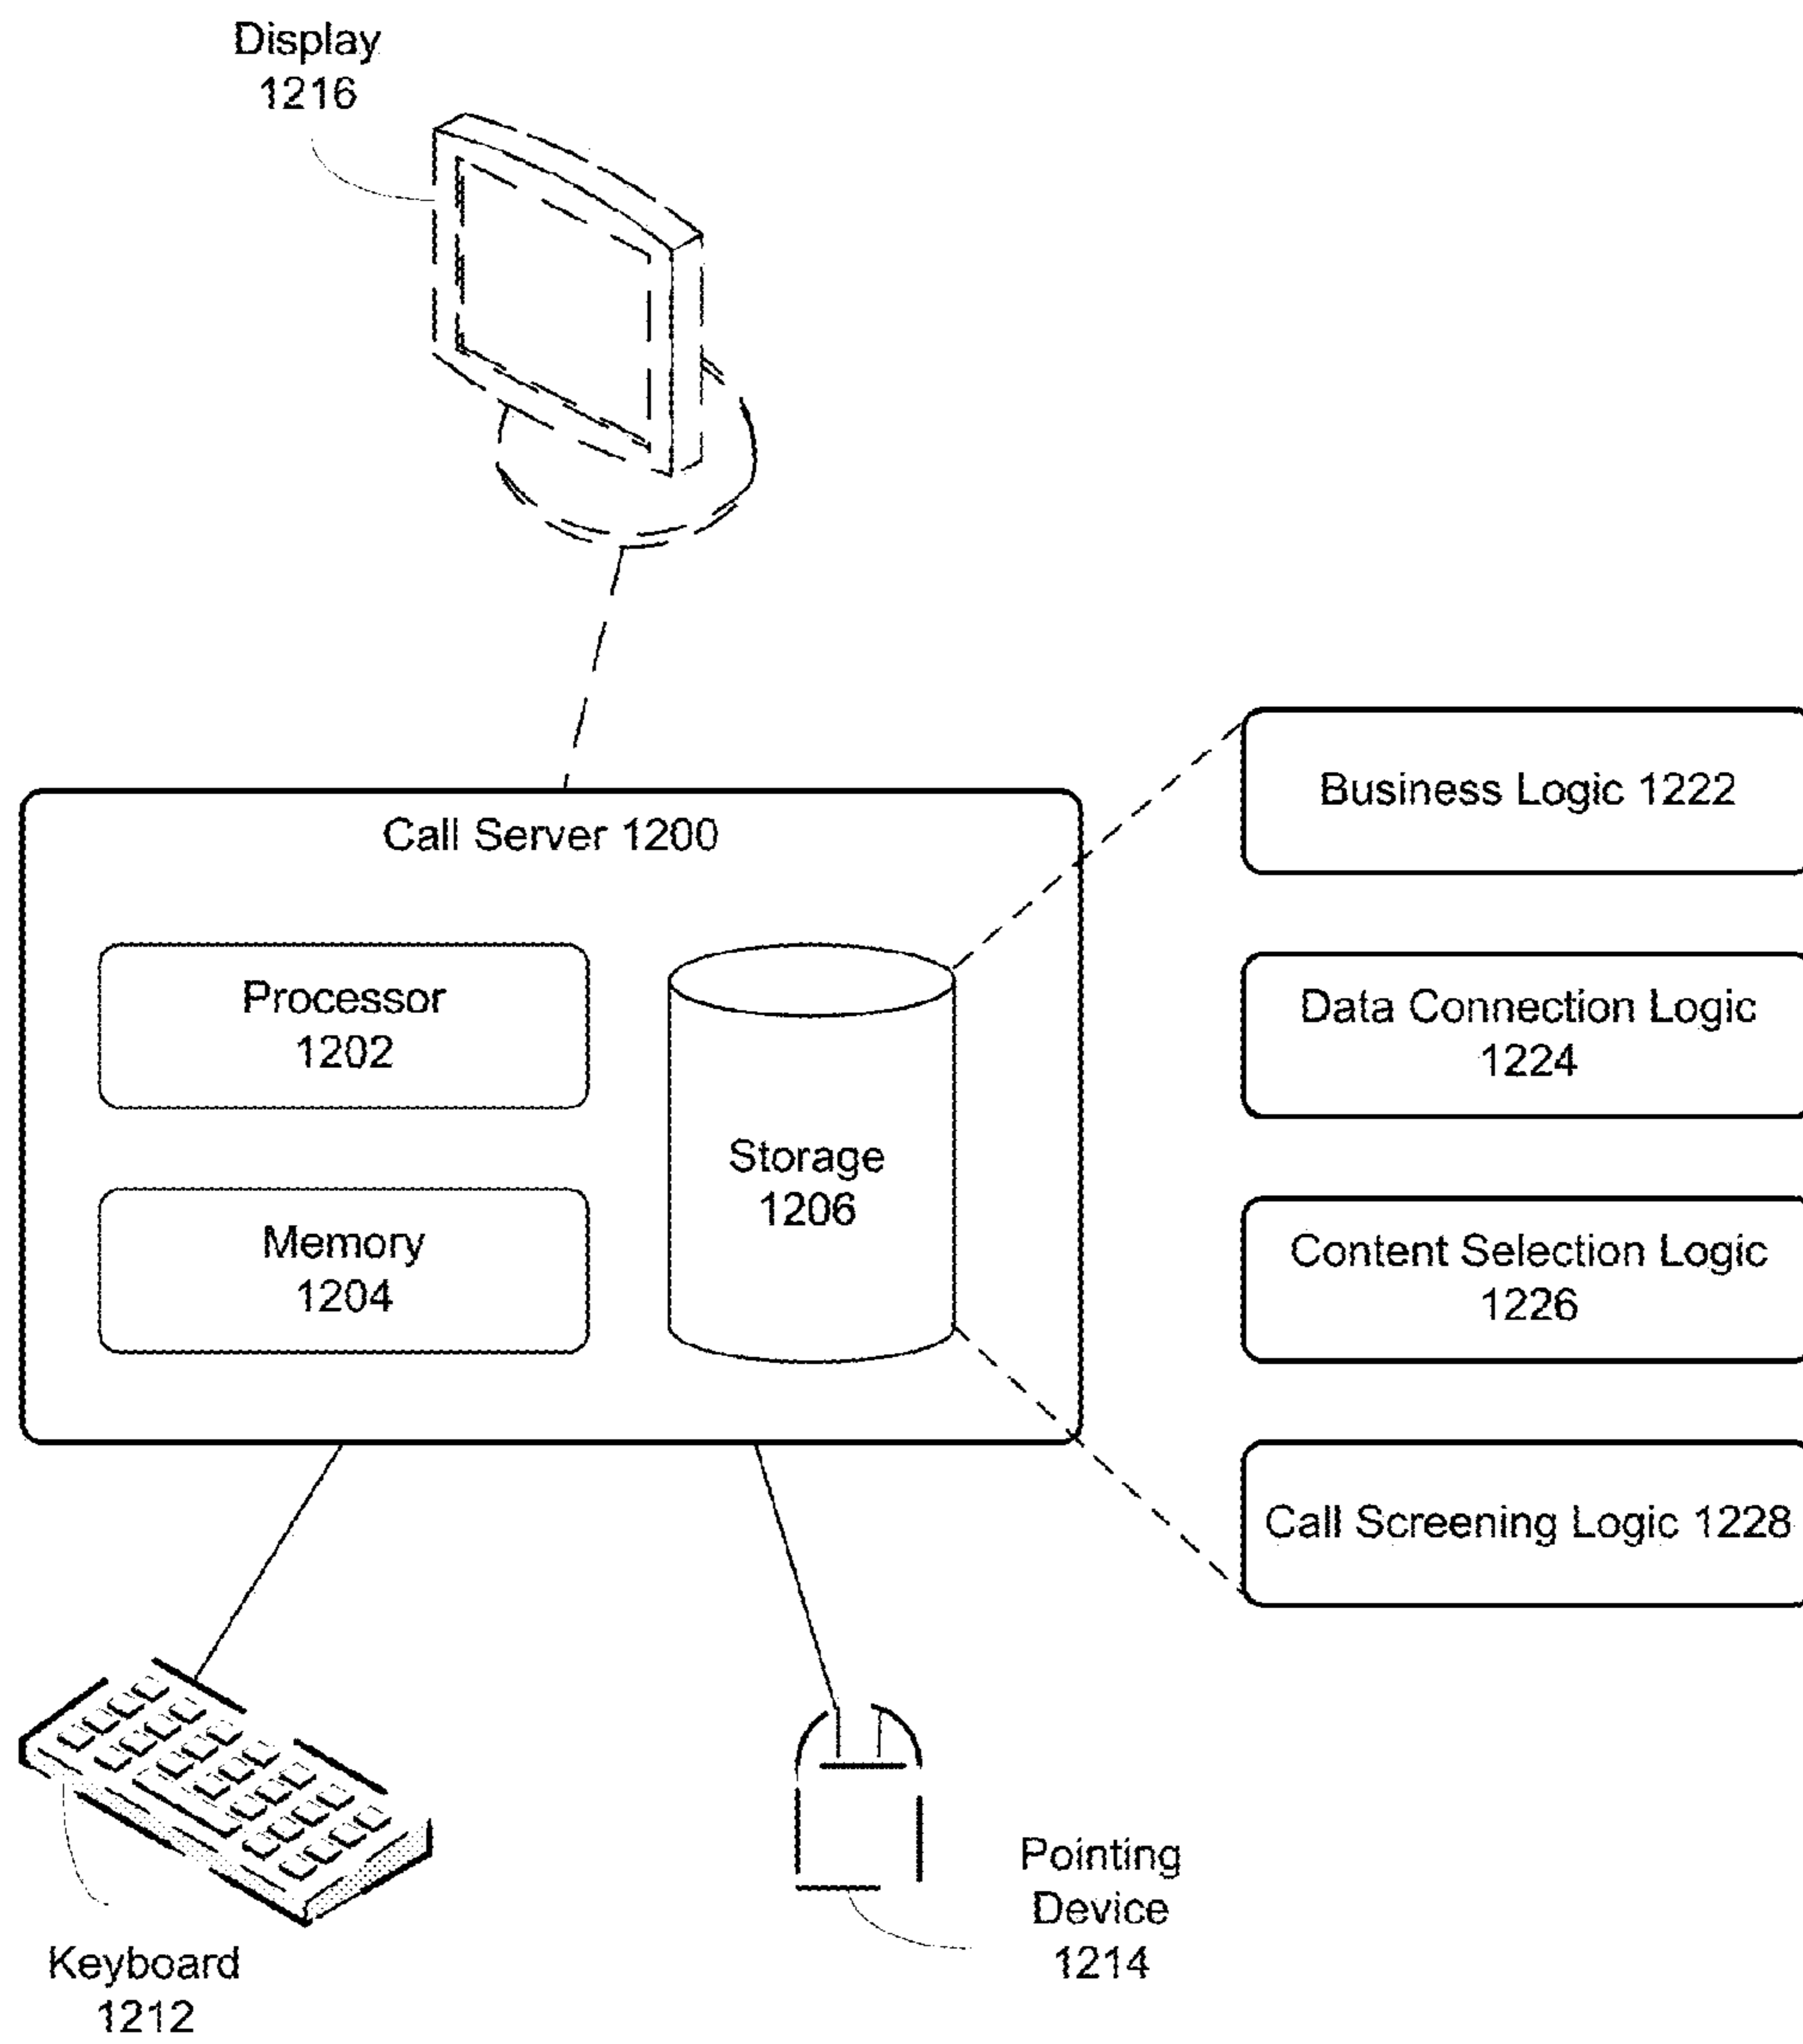 Display
1216
Call Server 1200
Processor
1202
Memory
1204
Storage
1206
Business Logic 1222
Data Connection Logic
1224
Content Selection Logic
1226
Call Screening Logic 1228
Keyboard
1212
Pointing
Device
1214